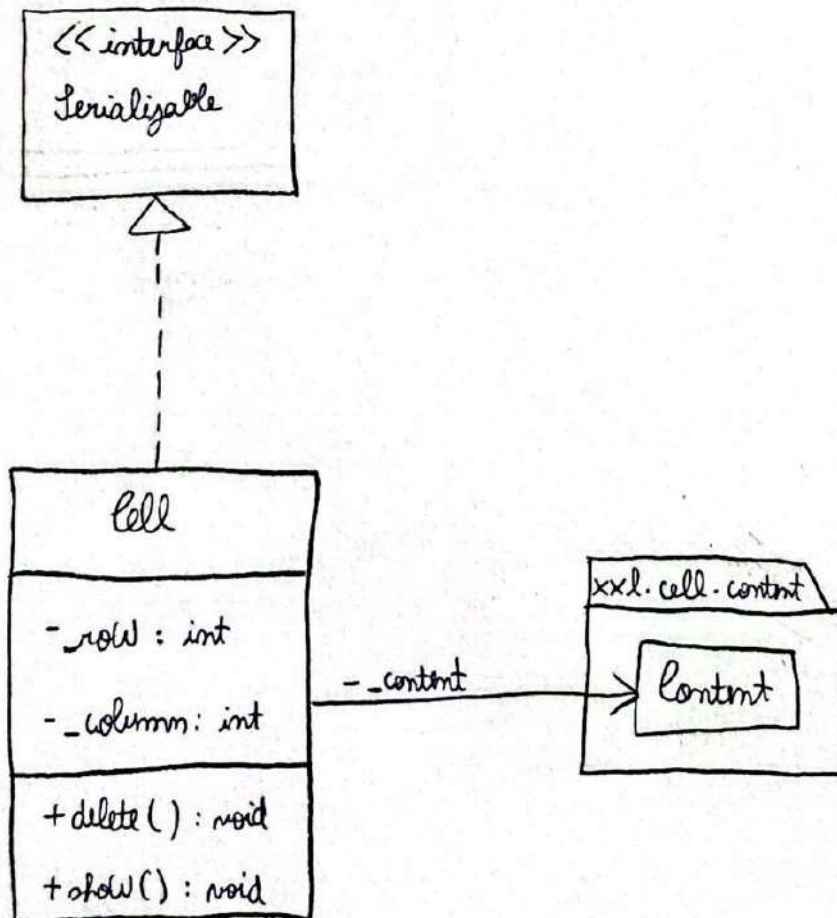 <<interface>>
Serializable
Cell
-_row : int
-_column : int
+delete() : void
+show() : void
-_content
xxl.cell.content
Content